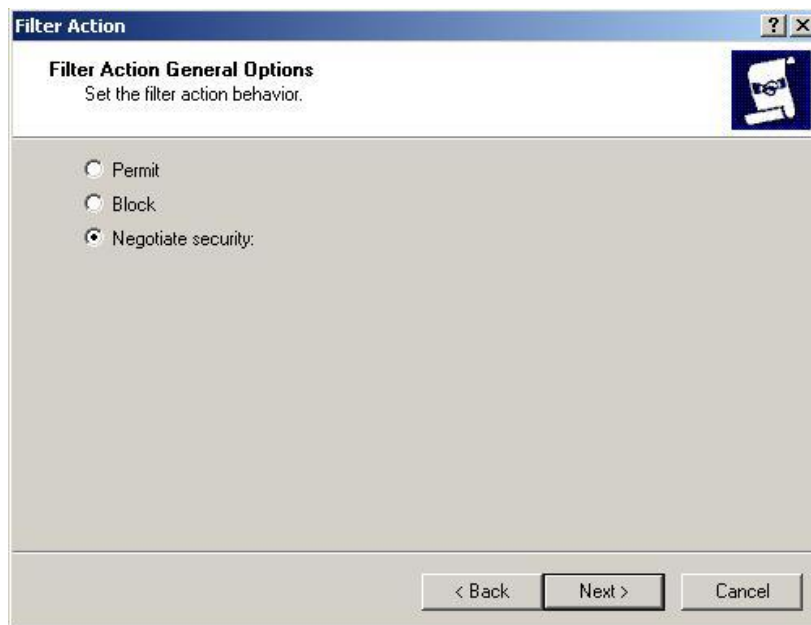 Filter Action
Filter Action General Options
Set the filter action behavior.
Permit
Block
Negotiate security:
< Back
Next >
Cancel